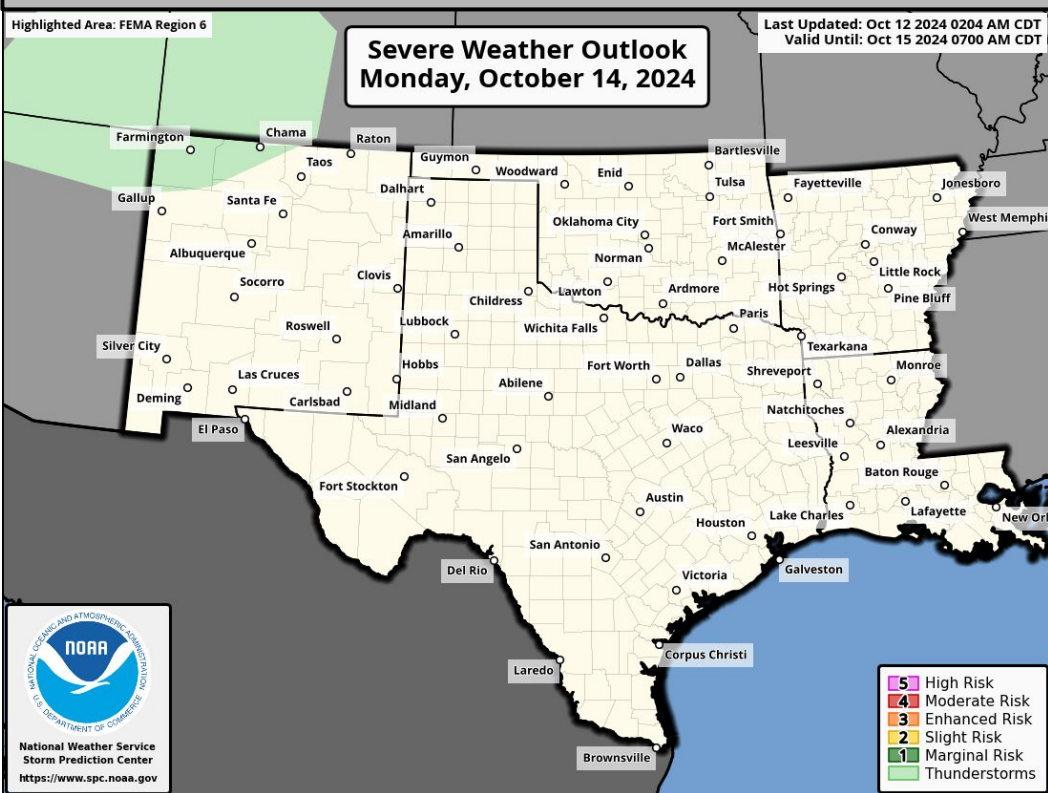 Highlighted Area: FEMA Region 6
Last Updated: Oct 12 2024 0204 AM CDT
Valid Until: Oct 15 2024 0700 AM CDT
Severe Weather Outlook
Monday, October 14, 2024
Farmington
Chama
Raton
Taos
Guymon
Woodward
Enid
Bartlesville
Tulsa
Fayetteville
Jonesboro
Gallup
Santa Fe
Dalhart
Oklahoma City
Fort Smith
West Memphi
Amarillo
Conway
Albuquerque
Norman
McAlester
Socorro
Clovis
Little Rock
Childress
Lawton
Ardmore
Hot Springs
Pine Bluff
Roswell
Lubbock
Wichita Falls
Paris
Silver City
Texarkana
Las Cruces
Hobbs
Fort Worth
Dallas
Shreveport
Monroe
Deming
Carlsbad
Midland
Abilene
Natchitoches
El Paso
Waco
Alexandria
San Angelo
Leesville
Fort Stockton
Baton Rouge
Austin
Houston
Lake Charles
Lafayette
New Orl
San Antonio
Del Rio
Galveston
Victoria
Corpus Christi
Laredo
Brownsville
NATIONAL OCEANIC AND ATMOSPHERIC ADMINISTRATION
NOAA
U.S. DEPARTMENT OF COMMERCE
National Weather Service
Storm Prediction Center
https://www.spc.noaa.gov
5 High Risk
4 Moderate Risk
3 Enhanced Risk
2 Slight Risk
1 Marginal Risk
Thunderstorms